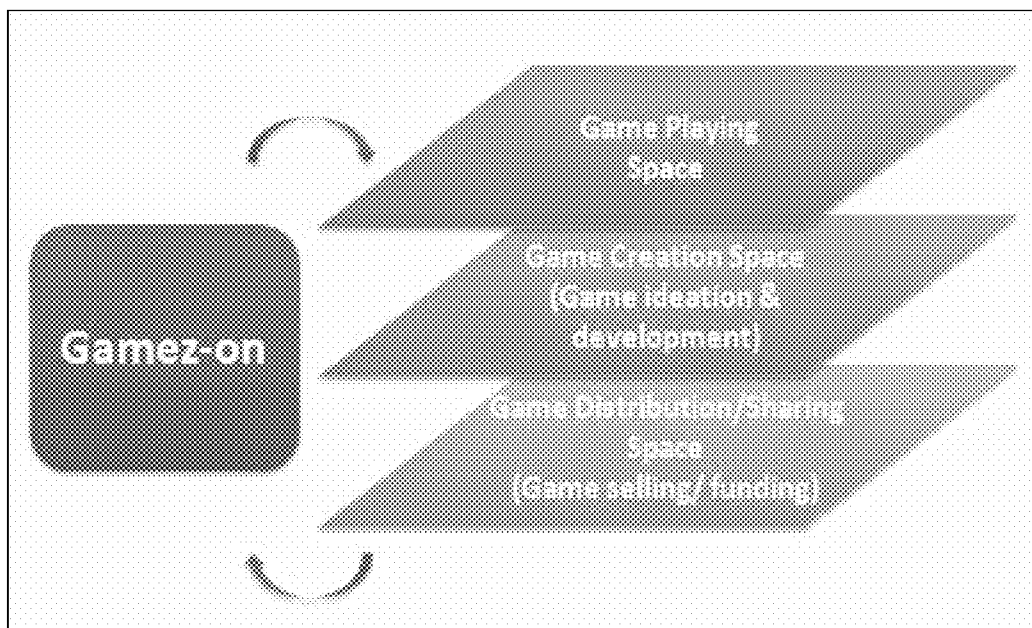 Gamez-on
Game Playing
Space
Game Creation Space
(Game ideation &
development)
Game Distribution/Sharing
Space
(Game selling/ funding)